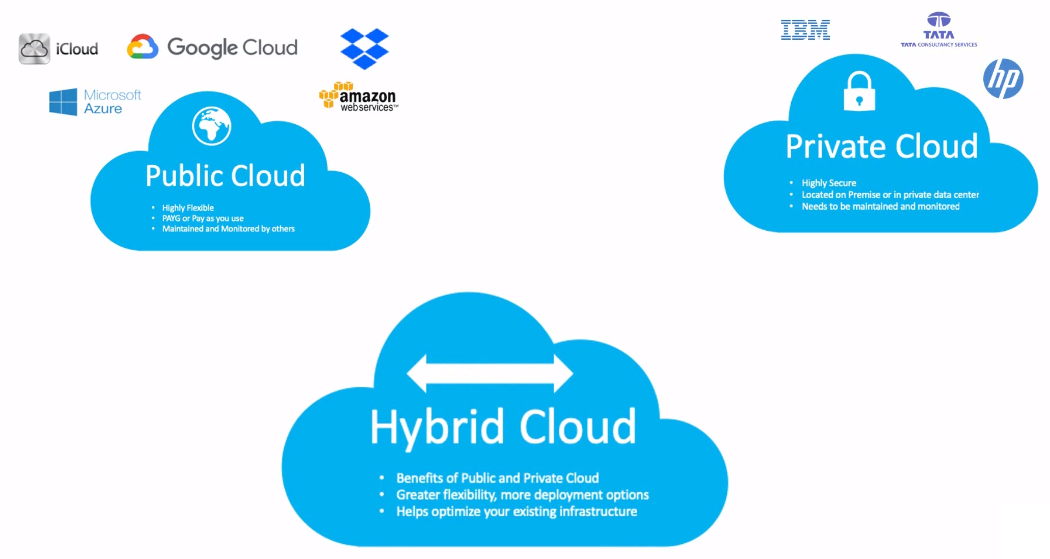 iCloud
Google Cloud
Microsoft
Azure
amazon
webservices™
Public Cloud
• Highly Flexible
• PAYG or Pay as you use
• Maintained and Monitored by others
IBM
TATA
TATA CONSULTANCY SERVICES
hp
Private Cloud
• Highly Secure
• Located on Premise or in private data center
• Needs to be maintained and monitored
Hybrid Cloud
• Benefits of Public and Private Cloud
• Greater flexibility, more deployment options
• Helps optimize your existing infrastructure